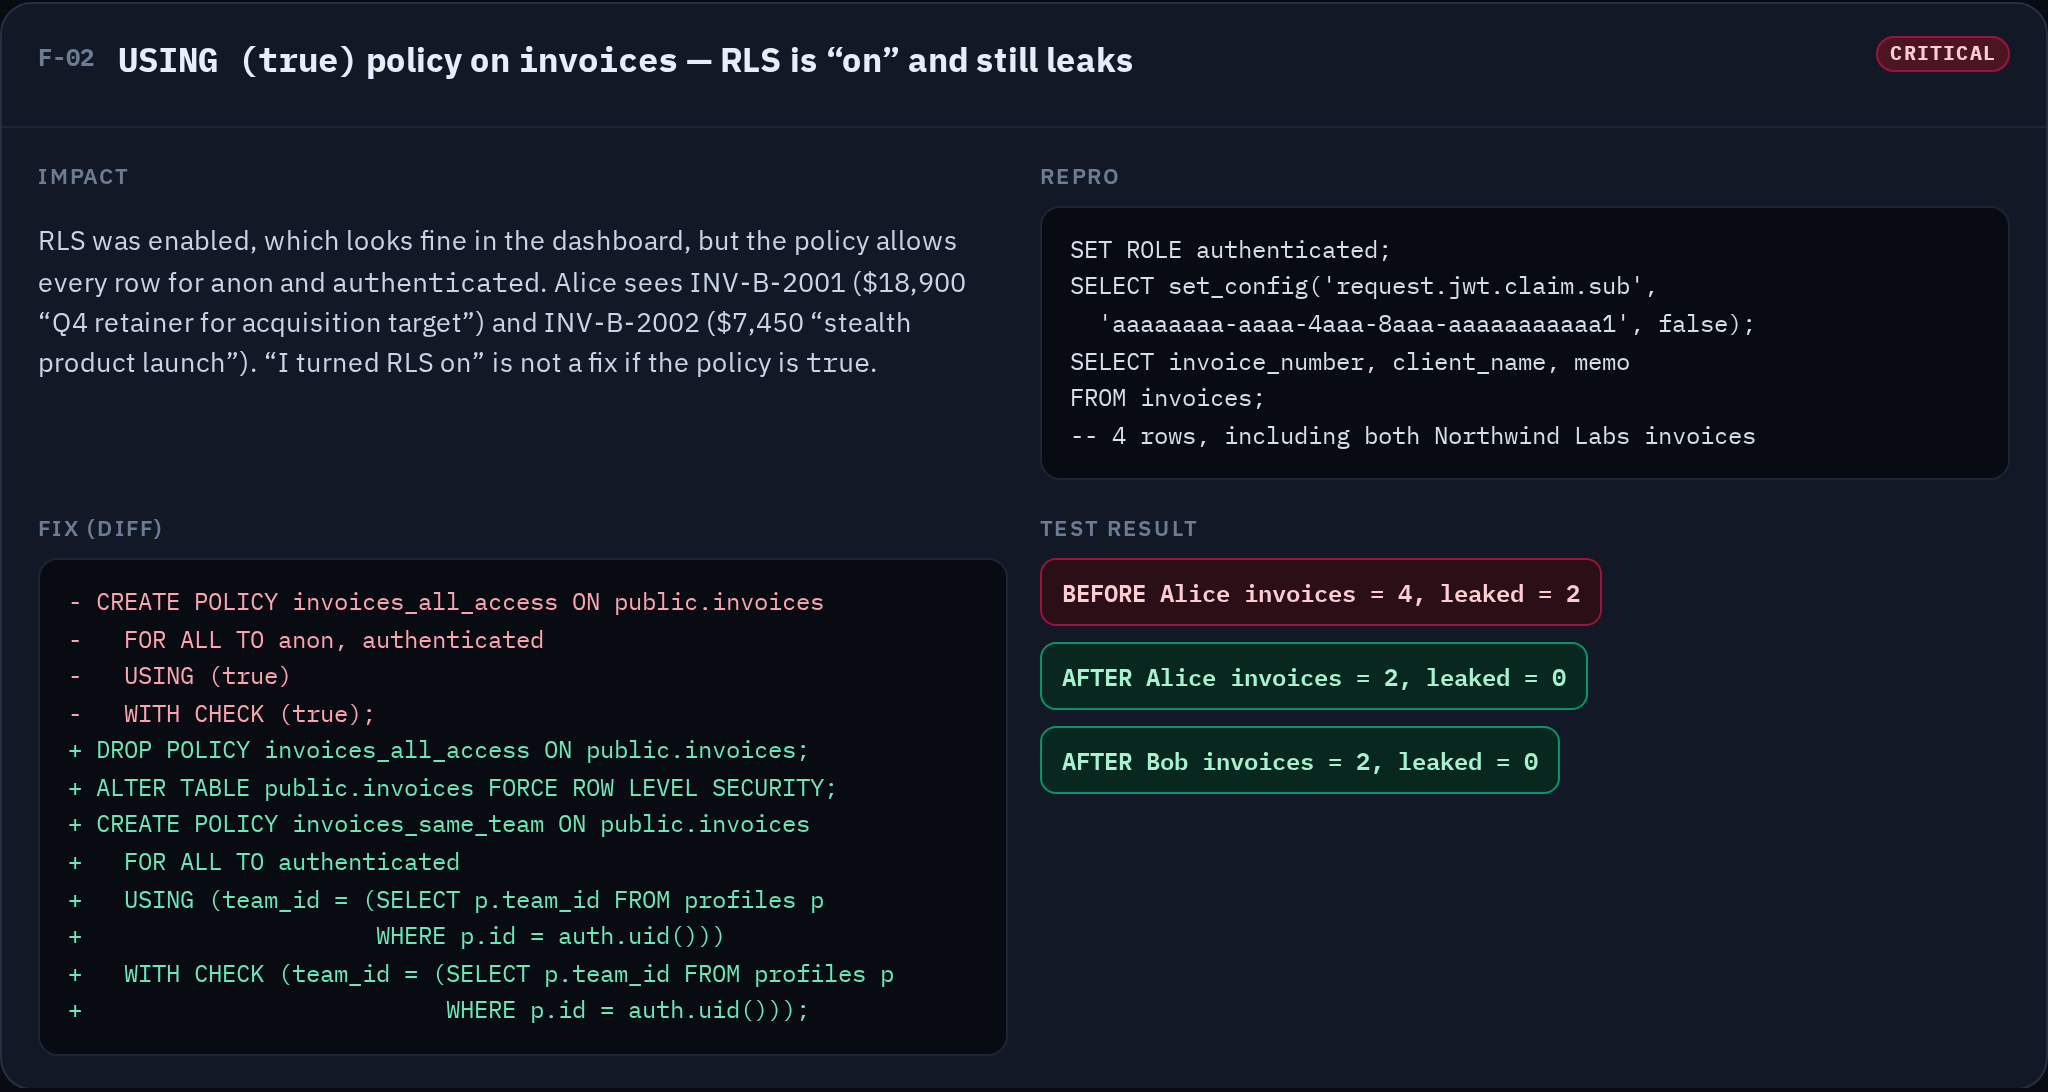 F-02 USING (true) policy on invoices — RLS is “on” and still leaks
CRITICAL
IMPACT
RLS was enabled, which looks fine in the dashboard, but the policy allows
every row for anon and authenticated. Alice sees INV-B-2001 ($18,900
“Q4 retainer for acquisition target”) and INV-B-2002 ($7,450 “stealth
product launch”). “I turned RLS on” is not a fix if the policy is true.
REPRO
SET ROLE authenticated;
SELECT set_config('request.jwt.claim.sub',
  'aaaaaaaa-aaaa-4aaa-8aaa-aaaaaaaaaaa1', false);
SELECT invoice_number, client_name, memo
FROM invoices;
-- 4 rows, including both Northwind Labs invoices
FIX (DIFF)
- CREATE POLICY invoices_all_access ON public.invoices
-   FOR ALL TO anon, authenticated
-   USING (true)
-   WITH CHECK (true);
+ DROP POLICY invoices_all_access ON public.invoices;
+ ALTER TABLE public.invoices FORCE ROW LEVEL SECURITY;
+ CREATE POLICY invoices_same_team ON public.invoices
+   FOR ALL TO authenticated
+   USING (team_id = (SELECT p.team_id FROM profiles p
+                     WHERE p.id = auth.uid()))
+   WITH CHECK (team_id = (SELECT p.team_id FROM profiles p
+                          WHERE p.id = auth.uid()));
TEST RESULT
BEFORE Alice invoices = 4, leaked = 2
AFTER Alice invoices = 2, leaked = 0
AFTER Bob invoices = 2, leaked = 0